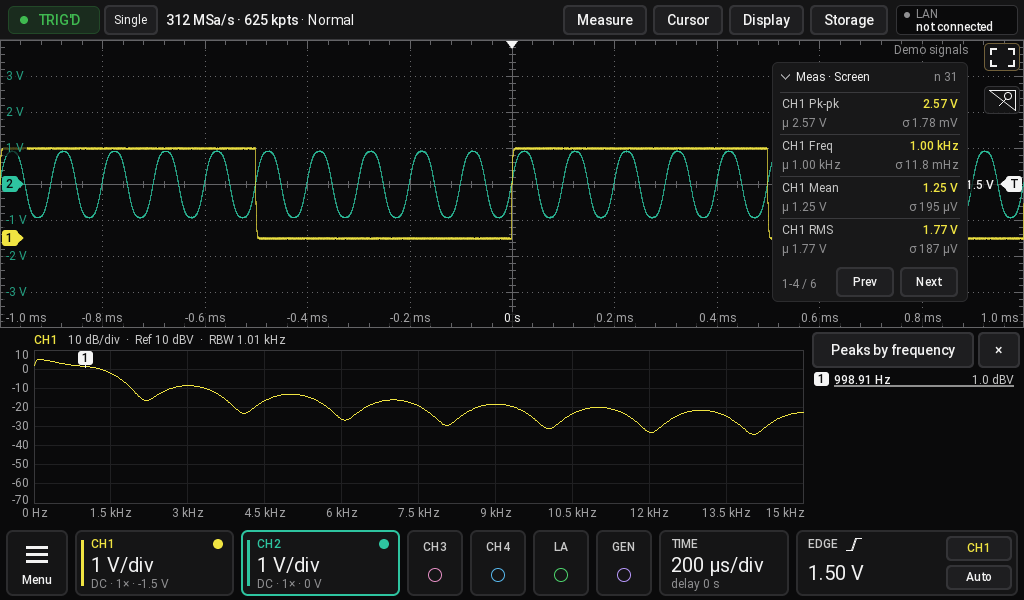 TRIG'D
Single
312 MSa/s · 625 kpts · Normal
Measure
Cursor
Display
Storage
LAN
not connected
Demo signals
3 V
2 V
1 V
2
-1 V
1
-2 V
-3 V
Meas · Screen
n 31
CH1 Pk-pk
2.57 V
μ 2.57 V
σ 1.78 mV
CH1 Freq
1.00 kHz
μ 1.00 kHz
σ 11.8 mHz
CH1 Mean
1.25 V
μ 1.25 V
σ 195 μV
CH1 RMS
1.77 V
μ 1.77 V
σ 187 μV
1-4 / 6
Prev
Next
1.5 V
T
-1.0 ms
-0.8 ms
-0.6 ms
-0.4 ms
-0.2 ms
0 s
0.2 ms
0.4 ms
0.6 ms
0.8 ms
1.0 ms
CH1 10 dB/div · Ref 10 dBV · RBW 1.01 kHz
10
0
-10
-20
-30
-40
-50
-60
-70
1
0 Hz
1.5 kHz
3 kHz
4.5 kHz
6 kHz
7.5 kHz
9 kHz
10.5 kHz
12 kHz
13.5 kHz
15 kHz
Peaks by frequency
×
1 998.91 Hz 1.0 dBV
Menu
CH1
1 V/div
DC · 1× · -1.5 V
CH2
1 V/div
DC · 1× · 0 V
CH3
CH4
LA
GEN
TIME
200 μs/div
delay 0 s
EDGE
1.50 V
CH1
Auto